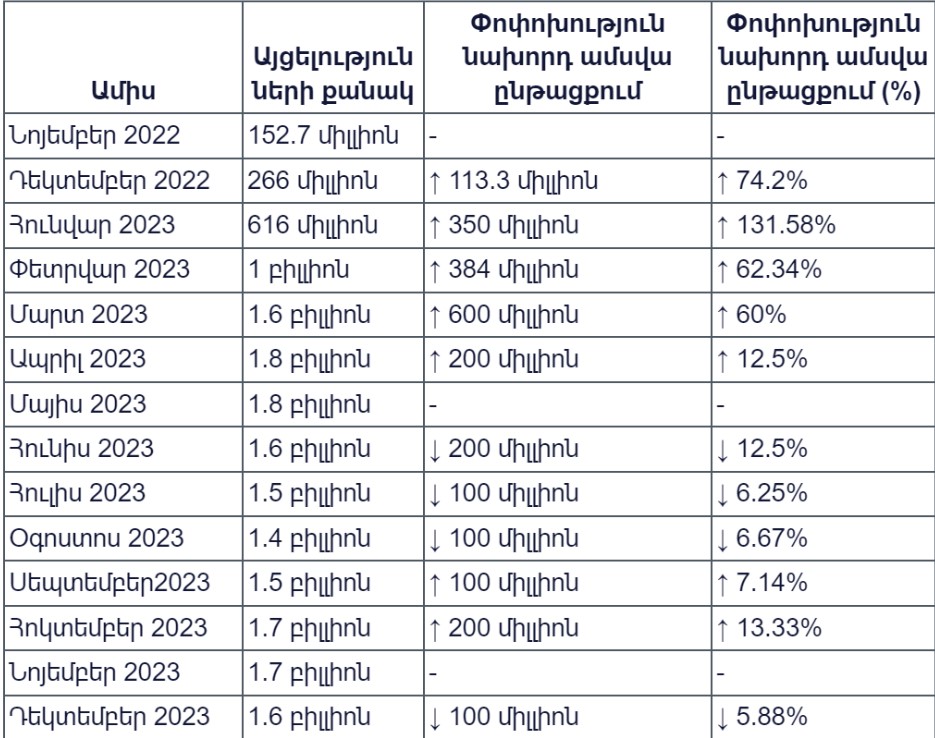 Ամիս
Այցելություն
ների քանակ
Փոփոխություն
նախորդ ամսվա
ընթացքում
Փոփոխություն
նախորդ ամսվա
ընթացքում (%)
Նոյեմբեր 2022 152.7 միլլիոն - -
Դեկտեմբեր 2022 266 միլլիոն ↑ 113.3 միլլիոն ↑ 74.2%
Հունվար 2023 616 միլլիոն ↑ 350 միլլիոն ↑ 131.58%
Փետրվար 2023 1 բիլլիոն ↑ 384 միլլիոն ↑ 62.34%
Մարտ 2023 1.6 բիլլիոն ↑ 600 միլլիոն ↑ 60%
Ապրիլ 2023 1.8 բիլլիոն ↑ 200 միլլիոն ↑ 12.5%
Մայիս 2023 1.8 բիլլիոն - -
Հունիս 2023 1.6 բիլլիոն ↓ 200 միլլիոն ↓ 12.5%
Հուլիս 2023 1.5 բիլլիոն ↓ 100 միլլիոն ↓ 6.25%
Օգոստոս 2023 1.4 բիլլիոն ↓ 100 միլլիոն ↓ 6.67%
Սեպտեմբեր2023 1.5 բիլլիոն ↑ 100 միլլիոն ↑ 7.14%
Հոկտեմբեր 2023 1.7 բիլլիոն ↑ 200 միլլիոն ↑ 13.33%
Նոյեմբեր 2023 1.7 բիլլիոն - -
Դեկտեմբեր 2023 1.6 բիլլիոն ↓ 100 միլլիոն ↓ 5.88%